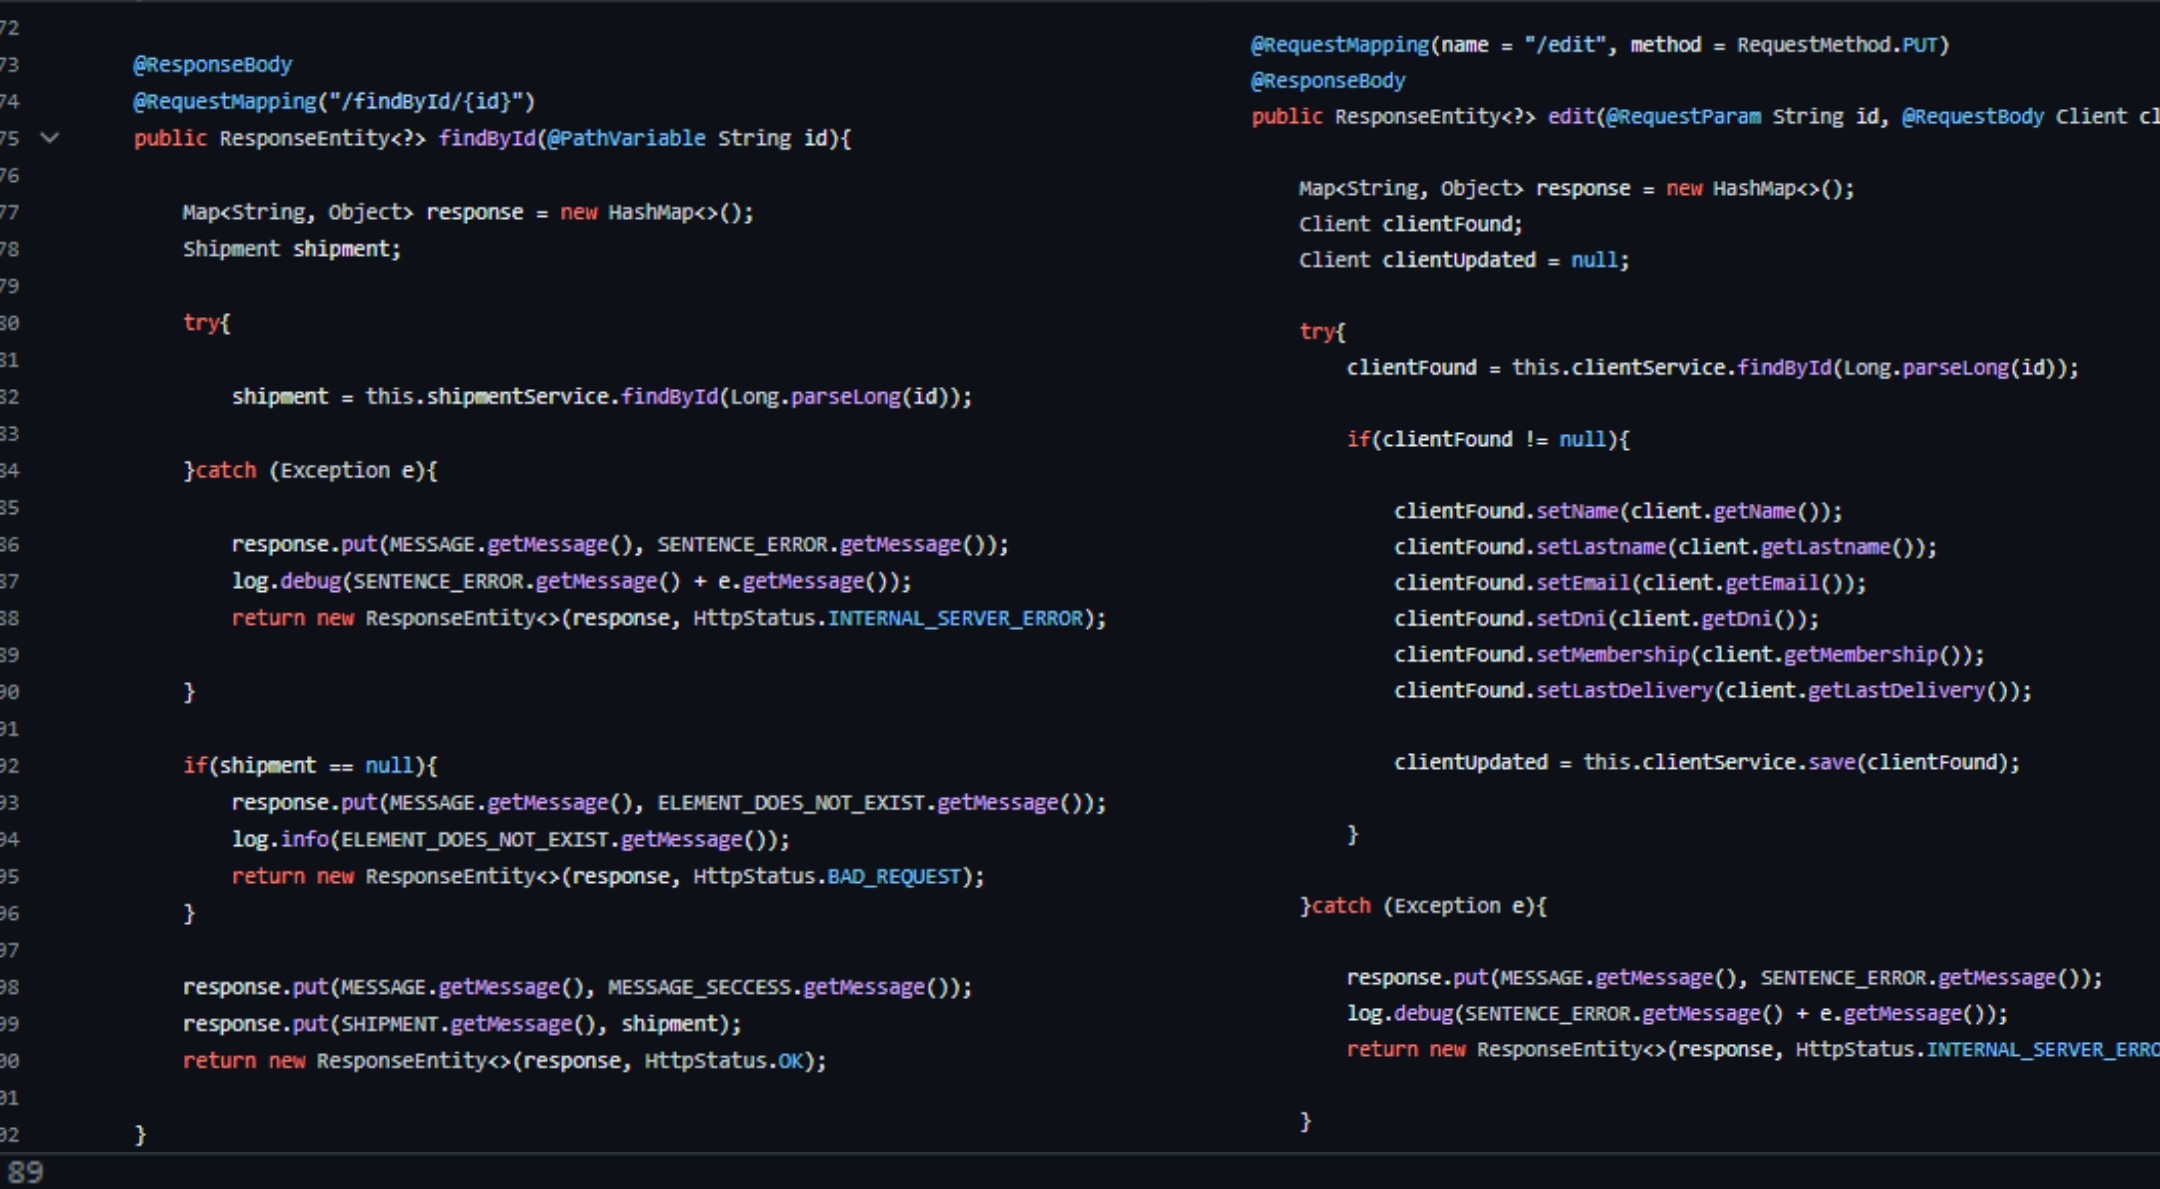 72
73 @ResponseBody
74 @RequestMapping("/findById/{id}")
75 public ResponseEntity<?> findById(@PathVariable String id){
76
77 Map<String, Object> response = new HashMap<>();
78 Shipment shipment;
79
80 try{
81
82 shipment = this.shipmentService.findById(Long.parseLong(id));
83
84 }catch (Exception e){
85
86 response.put(MESSAGE.getMessage(), SENTENCE_ERROR.getMessage());
87 log.debug(SENTENCE_ERROR.getMessage() + e.getMessage());
88 return new ResponseEntity<>(response, HttpStatus.INTERNAL_SERVER_ERROR);
89
90 }
91
92 if(shipment == null){
93 response.put(MESSAGE.getMessage(), ELEMENT_DOES_NOT_EXIST.getMessage());
94 log.info(ELEMENT_DOES_NOT_EXIST.getMessage());
95 return new ResponseEntity<>(response, HttpStatus.BAD_REQUEST);
96 }
97
98 response.put(MESSAGE.getMessage(), MESSAGE_SECCESS.getMessage());
99 response.put(SHIPMENT.getMessage(), shipment);
00 return new ResponseEntity<>(response, HttpStatus.OK);
01
02 }
89
@RequestMapping(name = "/edit", method = RequestMethod.PUT)
@ResponseBody
public ResponseEntity<?> edit(@RequestParam String id, @RequestBody Client cl
Map<String, Object> response = new HashMap<>();
Client clientFound;
Client clientUpdated = null;
try{
clientFound = this.clientService.findById(Long.parseLong(id));
if(clientFound != null){
clientFound.setName(client.getName());
clientFound.setLastname(client.getLastname());
clientFound.setEmail(client.getEmail());
clientFound.setDni(client.getDni());
clientFound.setMembership(client.getMembership());
clientFound.setLastDelivery(client.getLastDelivery());
clientUpdated = this.clientService.save(clientFound);
}
}catch (Exception e){
response.put(MESSAGE.getMessage(), SENTENCE_ERROR.getMessage());
log.debug(SENTENCE_ERROR.getMessage() + e.getMessage());
return new ResponseEntity<>(response, HttpStatus.INTERNAL_SERVER_ERRO
}